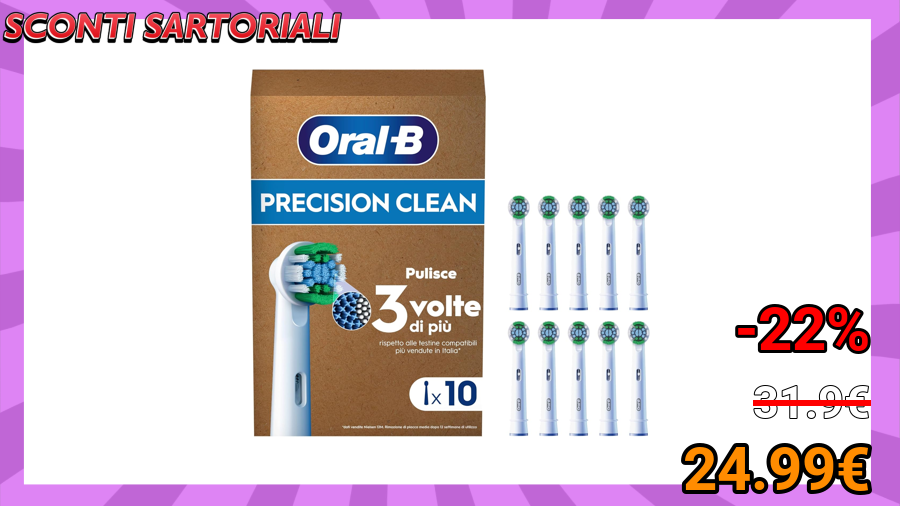 SCONTI SARTORIALI
Oral-B
PRECISION CLEAN
Pulisce
3 volte
di più
rispetto alle testine compatibili
più vendute in Italia*
x10
-22%
31.9€
24.99€